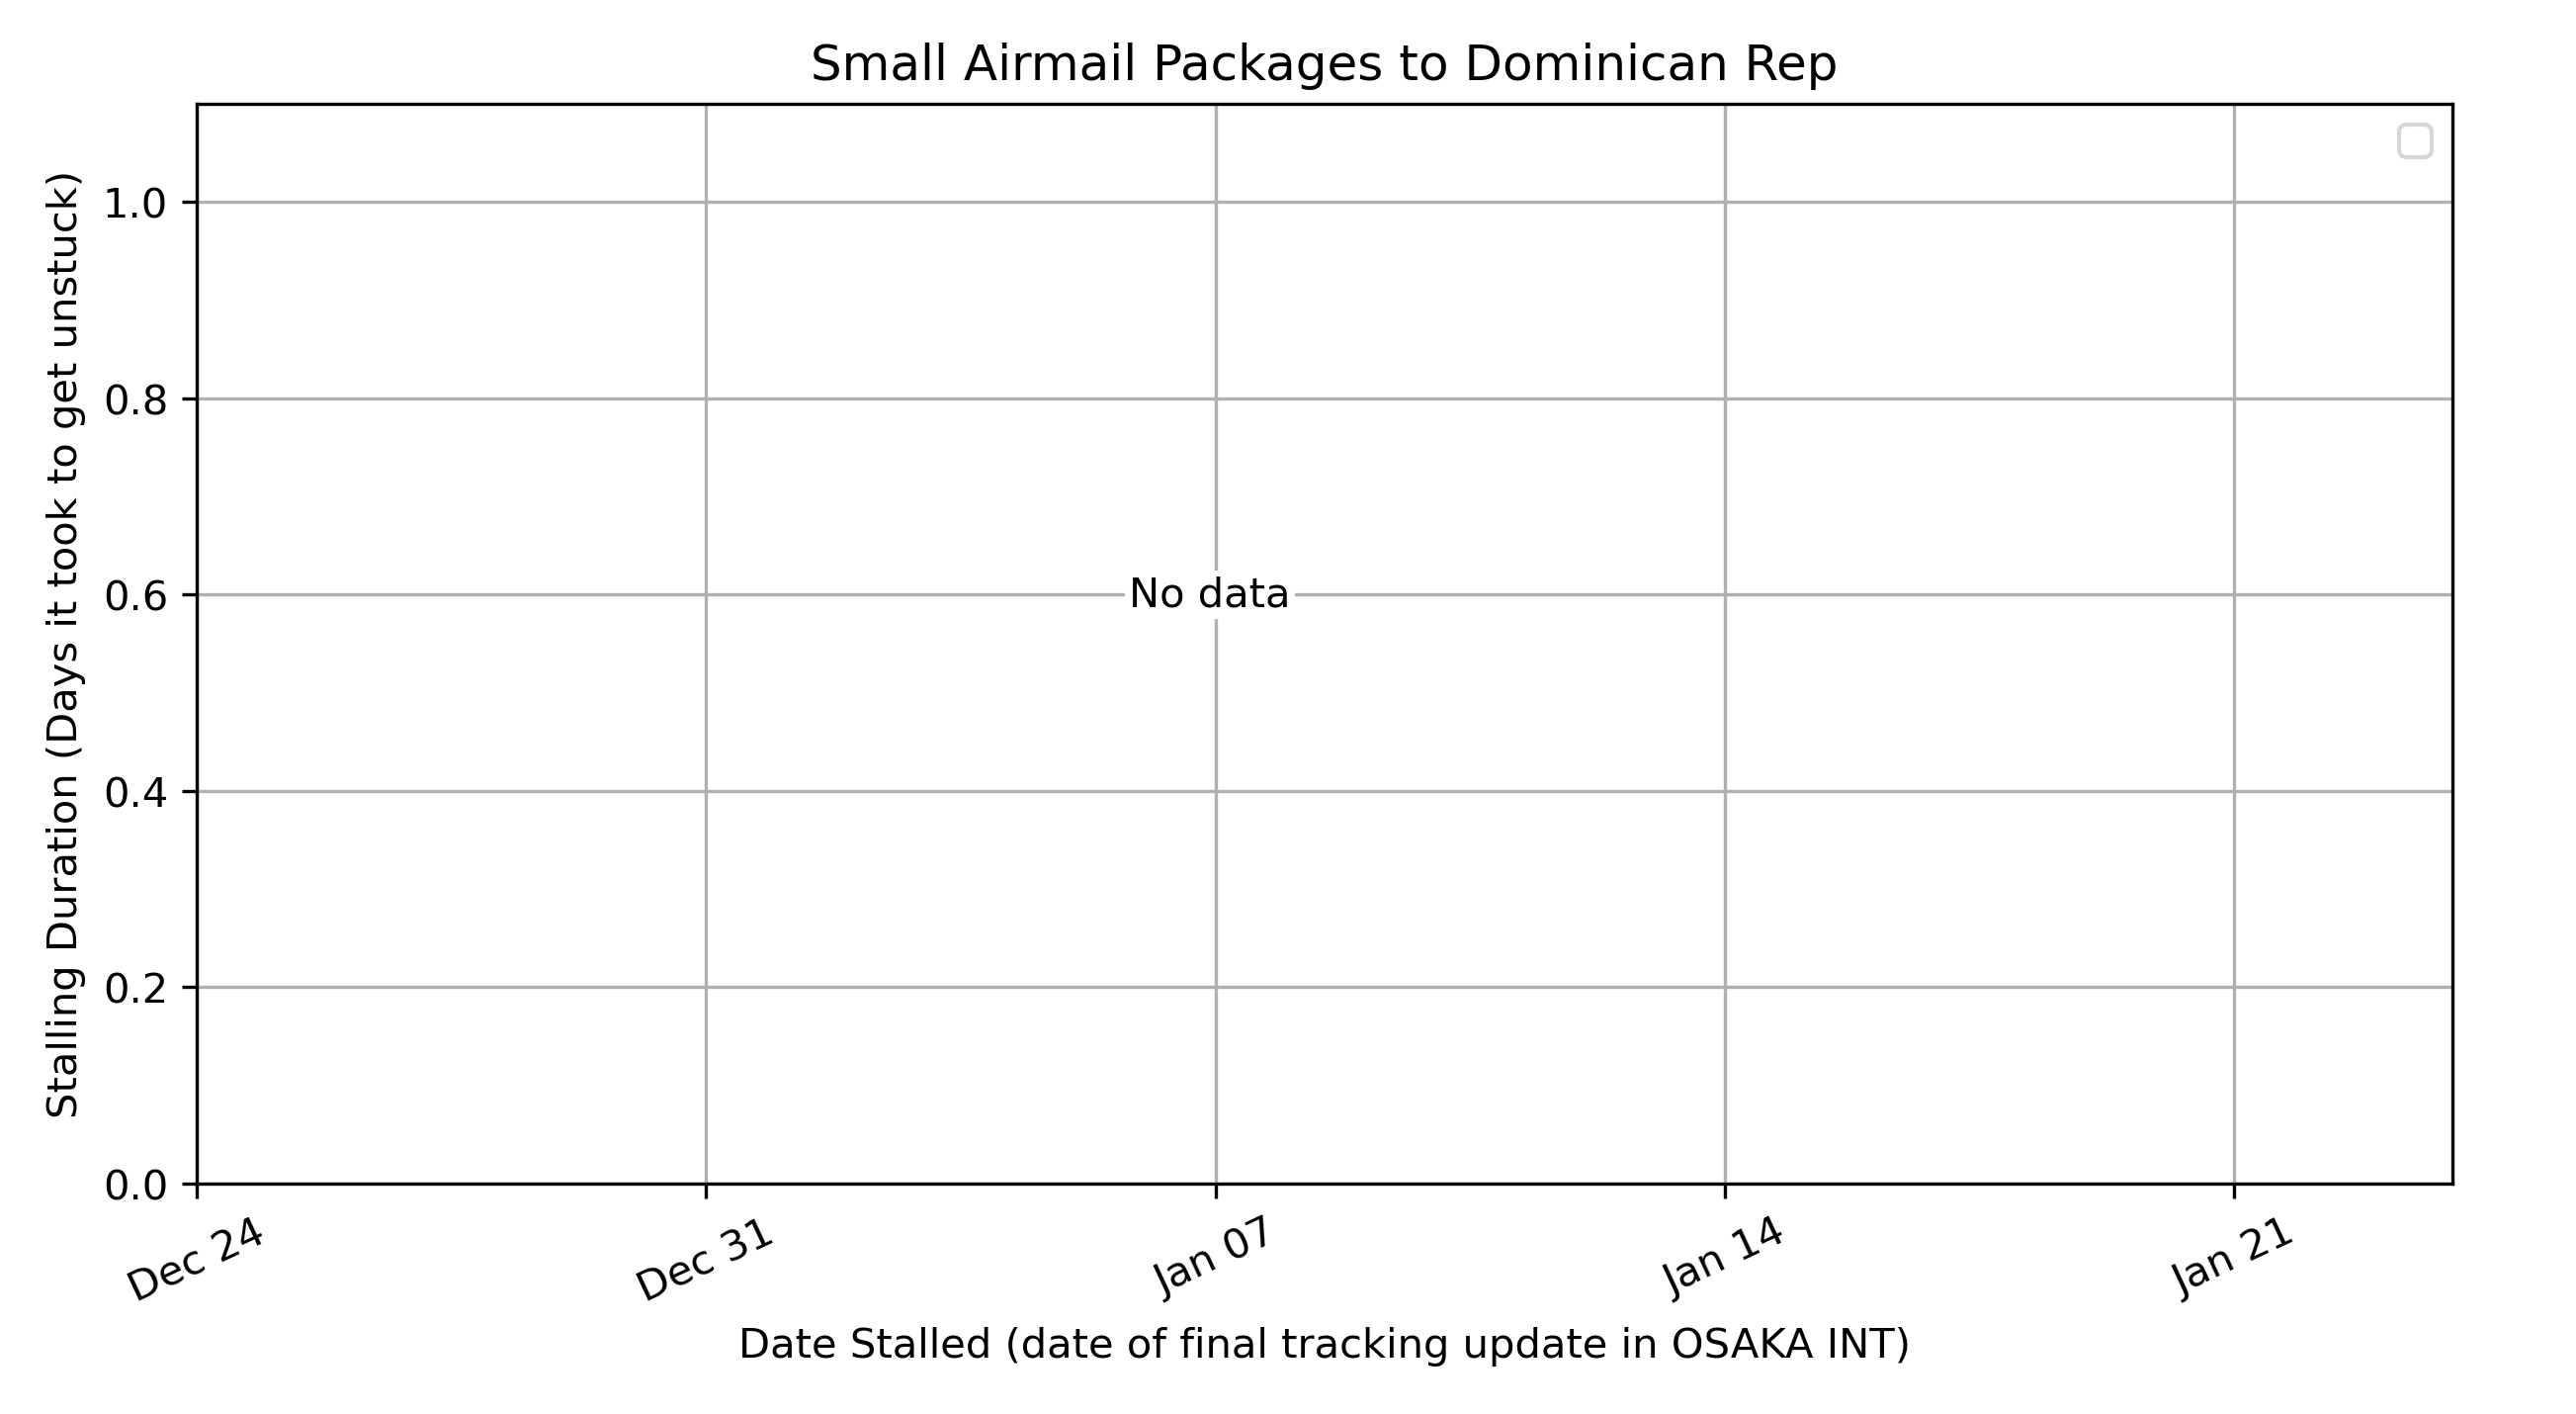 Small Airmail Packages to Dominican Rep
Stalling Duration (Days it took to get unstuck)
1.0
0.8
0.6
0.4
0.2
0.0
No data
Dec 24
Dec 31
Jan 07
Jan 14
Jan 21
Date Stalled (date of final tracking update in OSAKA INT)